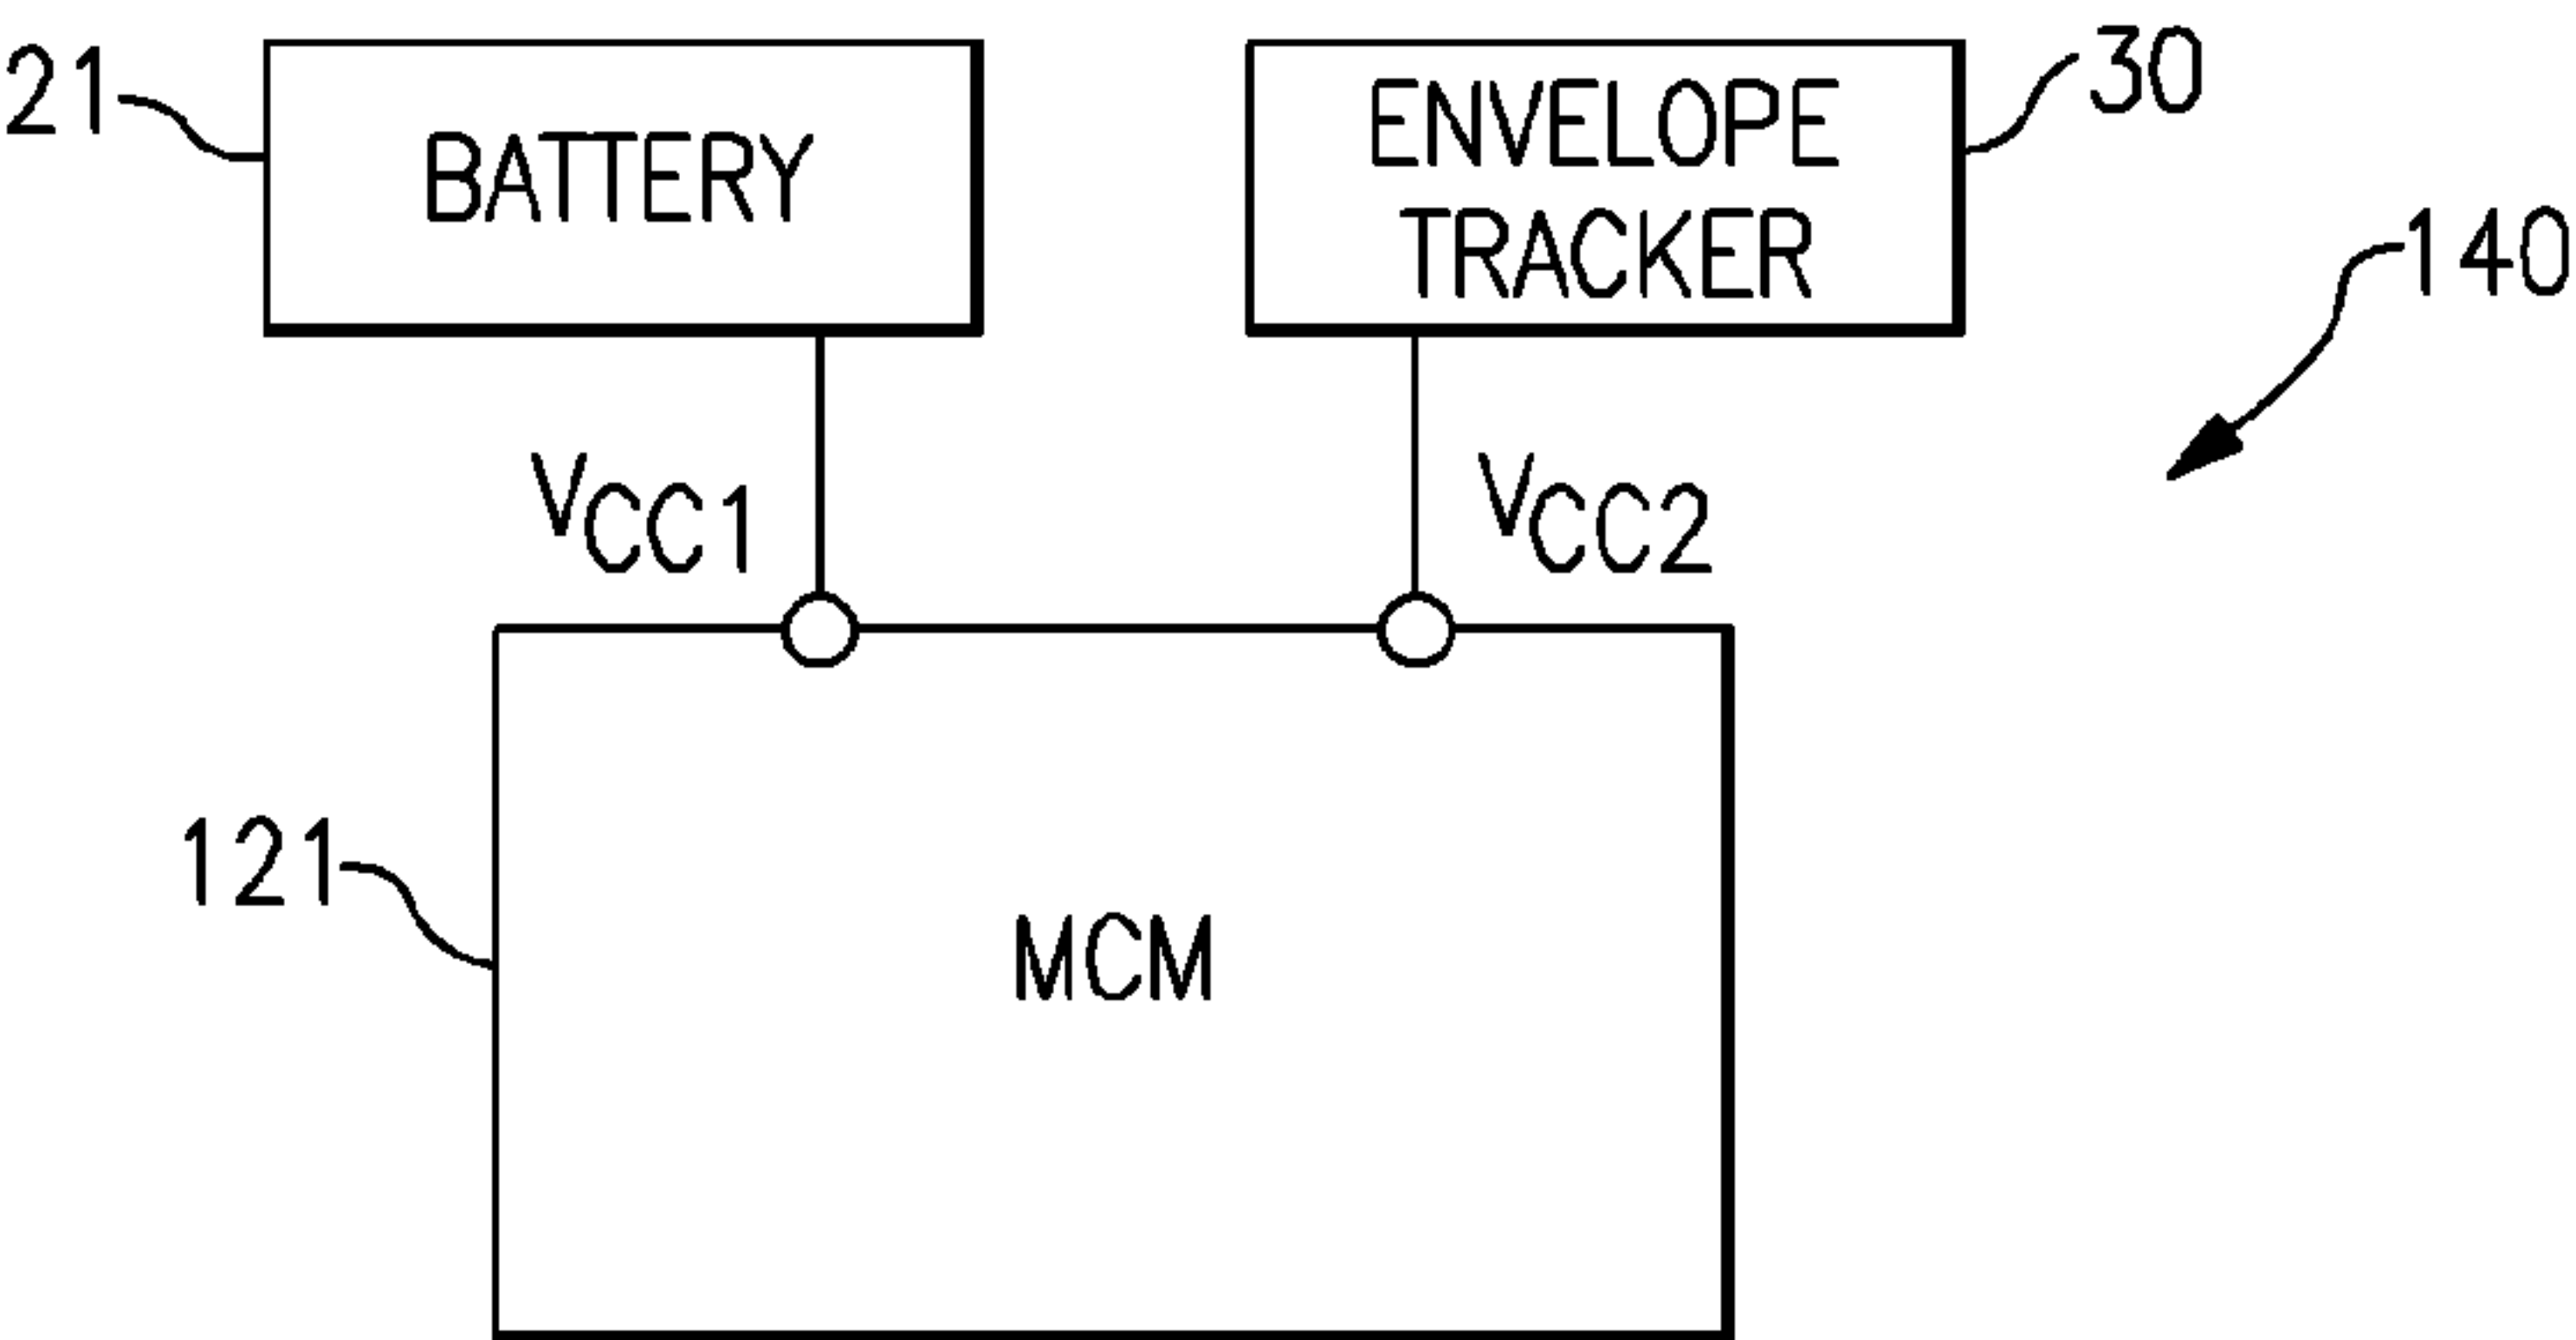 21
BATTERY
ENVELOPE
TRACKER
30
140
VCC1
VCC2
121
MCM